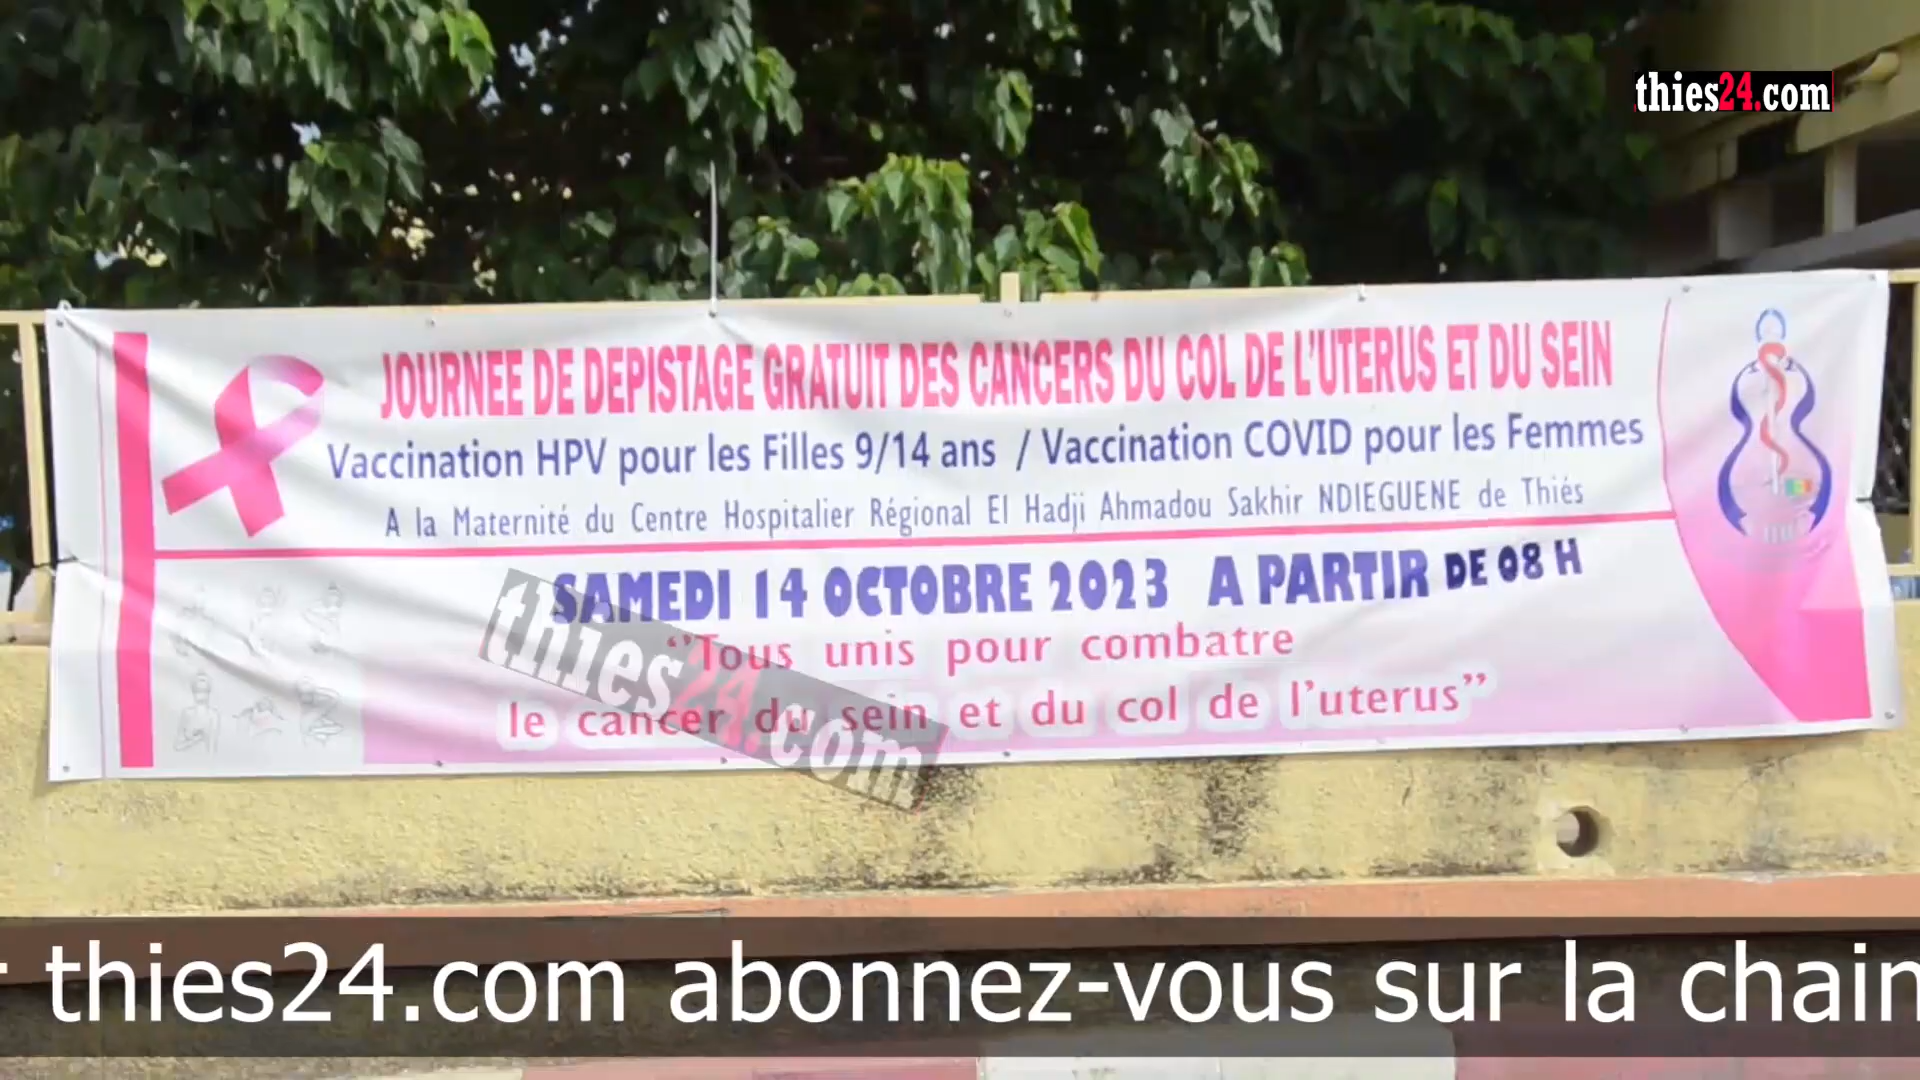 thies24.com
JOURNEE DE DEPISTAGE GRATUIT DES CANCERS DU COL DE L'UTERUS ET DU SEIN
Vaccination HPV pour les Filles 9/14 ans / Vaccination COVID pour les Femmes
A la Maternité du Centre Hospitalier Régional El Hadji Ahmadou Sakhir NDIEGUENE de Thiés
SAMEDI 14 OCTOBRE 2023 A PARTIR DE 08 H
‘‘Tous unis pour combatre
le cancer du sein et du col de l'uterus’’
thies24.com
thies24.com abonnez-vous sur la chain